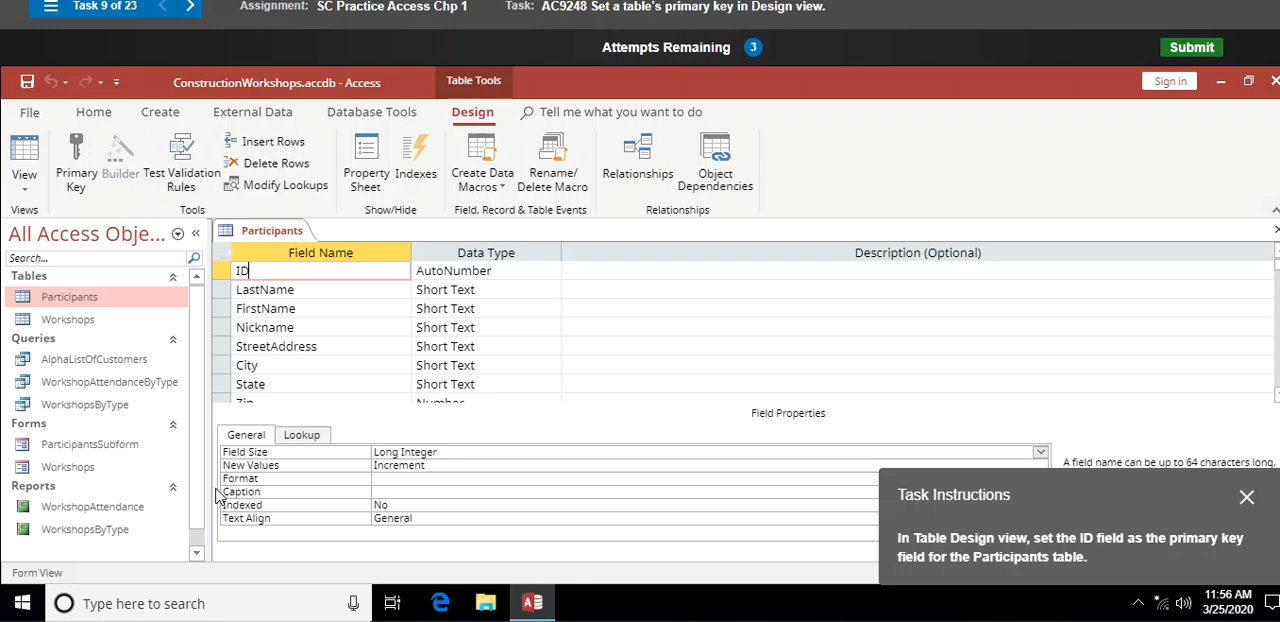 Task 9 of 23
Assignment: SC Practice Access Chp 1
Task: AC9248 Set a table's primary key in Design view.
Attempts Remaining 3
Submit
ConstructionWorkshops.accdb - Access
Table Tools
Sign in
File
Home
Create
External Data
Database Tools
Design
Tell me what you want to do
View
Primary Key
Builder
Test Validation Rules
Insert Rows
Delete Rows
Modify Lookups
Property Sheet
Indexes
Create Data Macros
Rename/ Delete Macro
Relationships
Object Dependencies
Views
Tools
Show/Hide
Field, Record & Table Events
Relationships
All Access Obje...
Search...
Tables
Participants
Workshops
Queries
AlphaListOfCustomers
WorkshopAttendanceByType
WorkshopsByType
Forms
ParticipantsSubform
Workshops
Reports
WorkshopAttendance
WorkshopsByType
Participants
Field Name Data Type Description (Optional)
ID AutoNumber
LastName Short Text
FirstName Short Text
Nickname Short Text
StreetAddress Short Text
City Short Text
State Short Text
Zip Number
Field Properties
General Lookup
Field Size Long Integer
New Values Increment
Format
Caption
Indexed No
Text Align General
A field name can be up to 64 characters long,
Task Instructions
In Table Design view, set the ID field as the primary key
field for the Participants table.
Form View
Type here to search
11:56 AM
3/25/2020